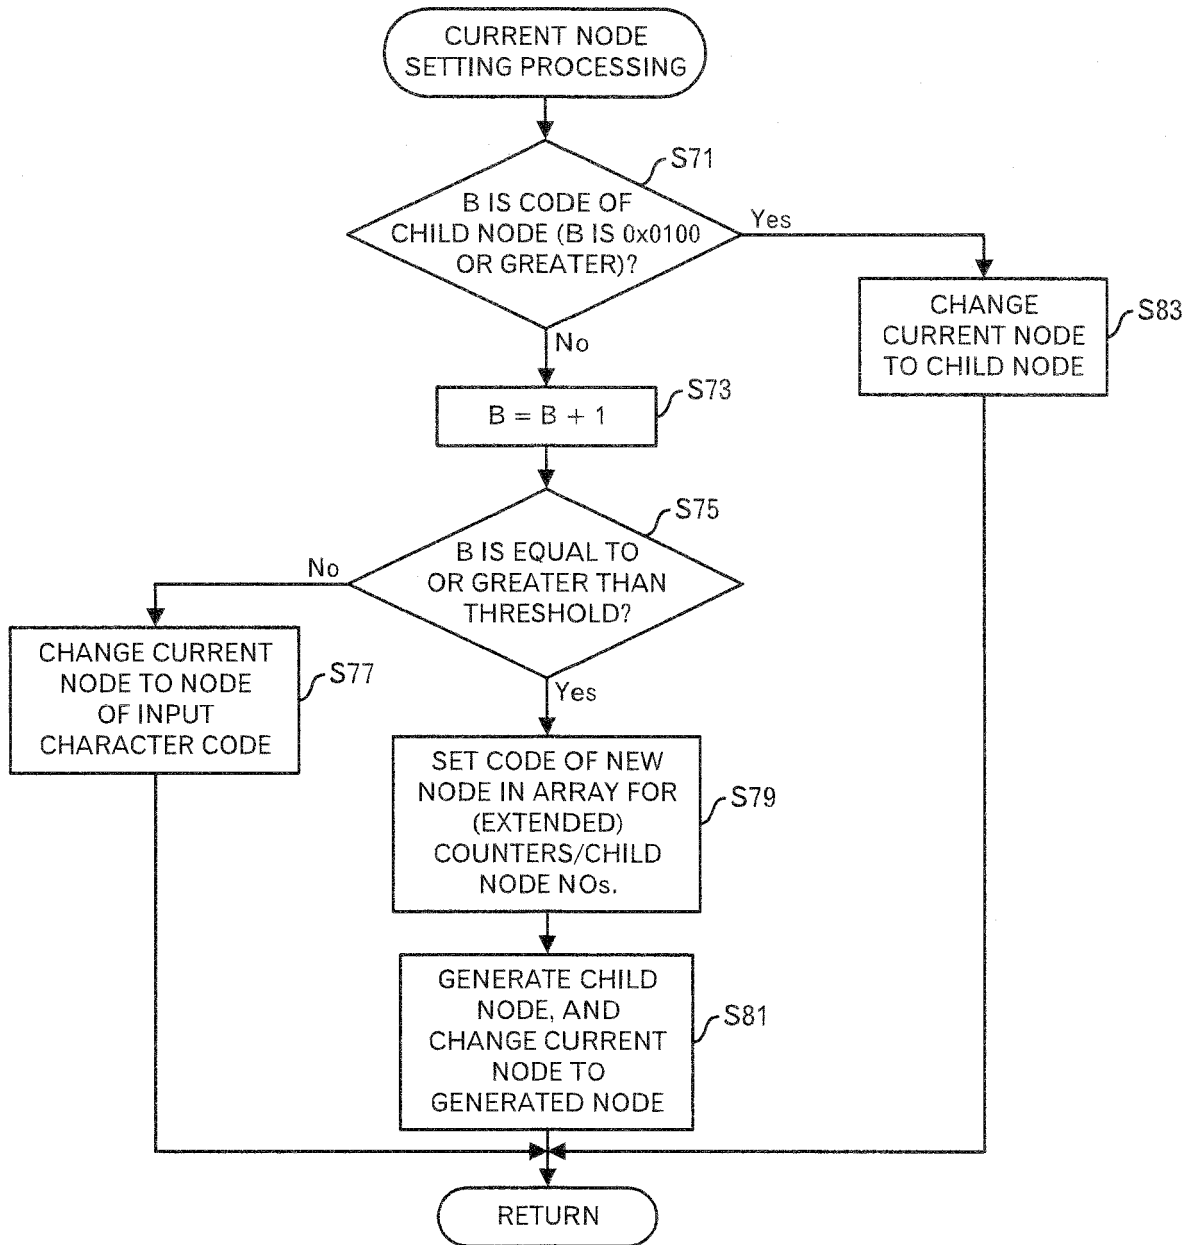 CURRENT NODE
SETTING PROCESSING
S71
B IS CODE OF
CHILD NODE (B IS 0x0100
OR GREATER)?
Yes
No
CHANGE
CURRENT NODE
TO CHILD NODE
S83
S73
B = B + 1
S75
B IS EQUAL TO
OR GREATER THAN
THRESHOLD?
No
Yes
CHANGE CURRENT
NODE TO NODE
OF INPUT
CHARACTER CODE
S77
SET CODE OF NEW
NODE IN ARRAY FOR
(EXTENDED)
COUNTERS/CHILD
NODE NOs.
S79
GENERATE CHILD
NODE, AND
CHANGE CURRENT
NODE TO
GENERATED NODE
S81
RETURN